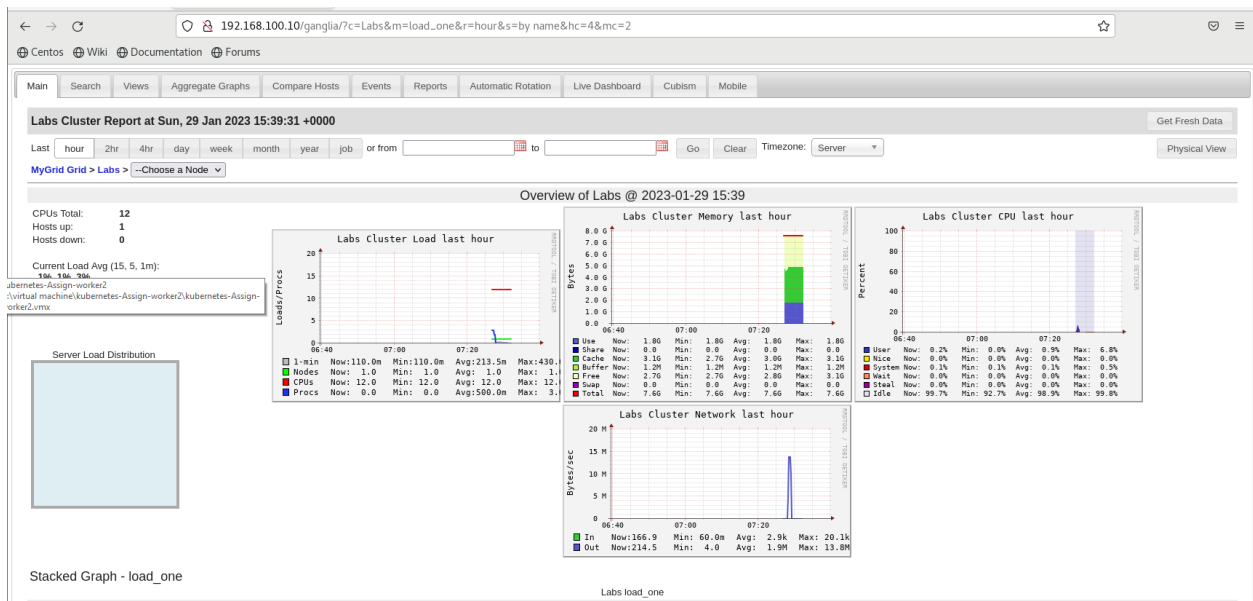 192.168.100.10/ganglia/?c=Labs&m=load_one&r=hour&s=by name&hc=4&mc=2
Centos Wiki Documentation Forums
Main Search Views Aggregate Graphs Compare Hosts Events Reports Automatic Rotation Live Dashboard Cubism Mobile
Labs Cluster Report at Sun, 29 Jan 2023 15:39:31 +0000 Get Fresh Data
Last hour 2hr 4hr day week month year job or from to Go Clear Timezone: Server Physical View
MyGrid Grid > Labs > --Choose a Node
Overview of Labs @ 2023-01-29 15:39
CPUs Total: 12
Hosts up: 1
Hosts down: 0
Current Load Avg (15, 5, 1m):
1%, 1%, 3%
ubernetes-Assign-worker2
:\virtual machine\kubernetes-Assign-worker2\kubernetes-Assign-
orker2.vmx
Server Load Distribution
Labs Cluster Load last hour
Loads/Procs
20
15
10
5
0
06:40 07:00 07:20
1-min Now:110.0m Min:110.0m Avg:213.5m Max:430.
Nodes Now: 1.0 Min: 1.0 Avg: 1.0 Max: 1.
CPUs Now: 12.0 Min: 12.0 Avg: 12.0 Max: 12.
Procs Now: 0.0 Min: 0.0 Avg:500.0m Max: 3.
RRDTOOL / TOBI OETIKER
Labs Cluster Memory last hour
Bytes
8.0 G
7.0 G
6.0 G
5.0 G
4.0 G
3.0 G
2.0 G
1.0 G
0.0
06:40 07:00 07:20
Use Now: 1.8G Min: 1.8G Avg: 1.8G Max: 1.8G
Share Now: 0.0 Min: 0.0 Avg: 0.0 Max: 0.0
Cache Now: 3.1G Min: 2.7G Avg: 3.0G Max: 3.1G
Buffer Now: 1.2M Min: 1.2M Avg: 1.2M Max: 1.2M
Free Now: 2.7G Min: 2.7G Avg: 2.8G Max: 3.1G
Swap Now: 0.0 Min: 0.0 Avg: 0.0 Max: 0.0
Total Now: 7.6G Min: 7.6G Avg: 7.6G Max: 7.6G
RRDTOOL / TOBI OETIKER
Labs Cluster CPU last hour
Percent
100
80
60
40
20
0
06:40 07:00 07:20
User Now: 0.2% Min: 0.0% Avg: 0.9% Max: 6.8%
Nice Now: 0.0% Min: 0.0% Avg: 0.0% Max: 0.0%
System Now: 0.1% Min: 0.1% Avg: 0.1% Max: 0.5%
Wait Now: 0.0% Min: 0.0% Avg: 0.0% Max: 0.0%
Steal Now: 0.0% Min: 0.0% Avg: 0.0% Max: 0.0%
Idle Now: 99.7% Min: 92.7% Avg: 98.9% Max: 99.8%
RRDTOOL / TOBI OETIKER
Labs Cluster Network last hour
Bytes/sec
20 M
15 M
10 M
5 M
0
06:40 07:00 07:20
In Now:166.9 Min: 60.0m Avg: 2.9k Max: 20.1k
Out Now:214.5 Min: 4.0 Avg: 1.9M Max: 13.8M
RRDTOOL / TOBI OETIKER
Stacked Graph - load_one
Labs load_one